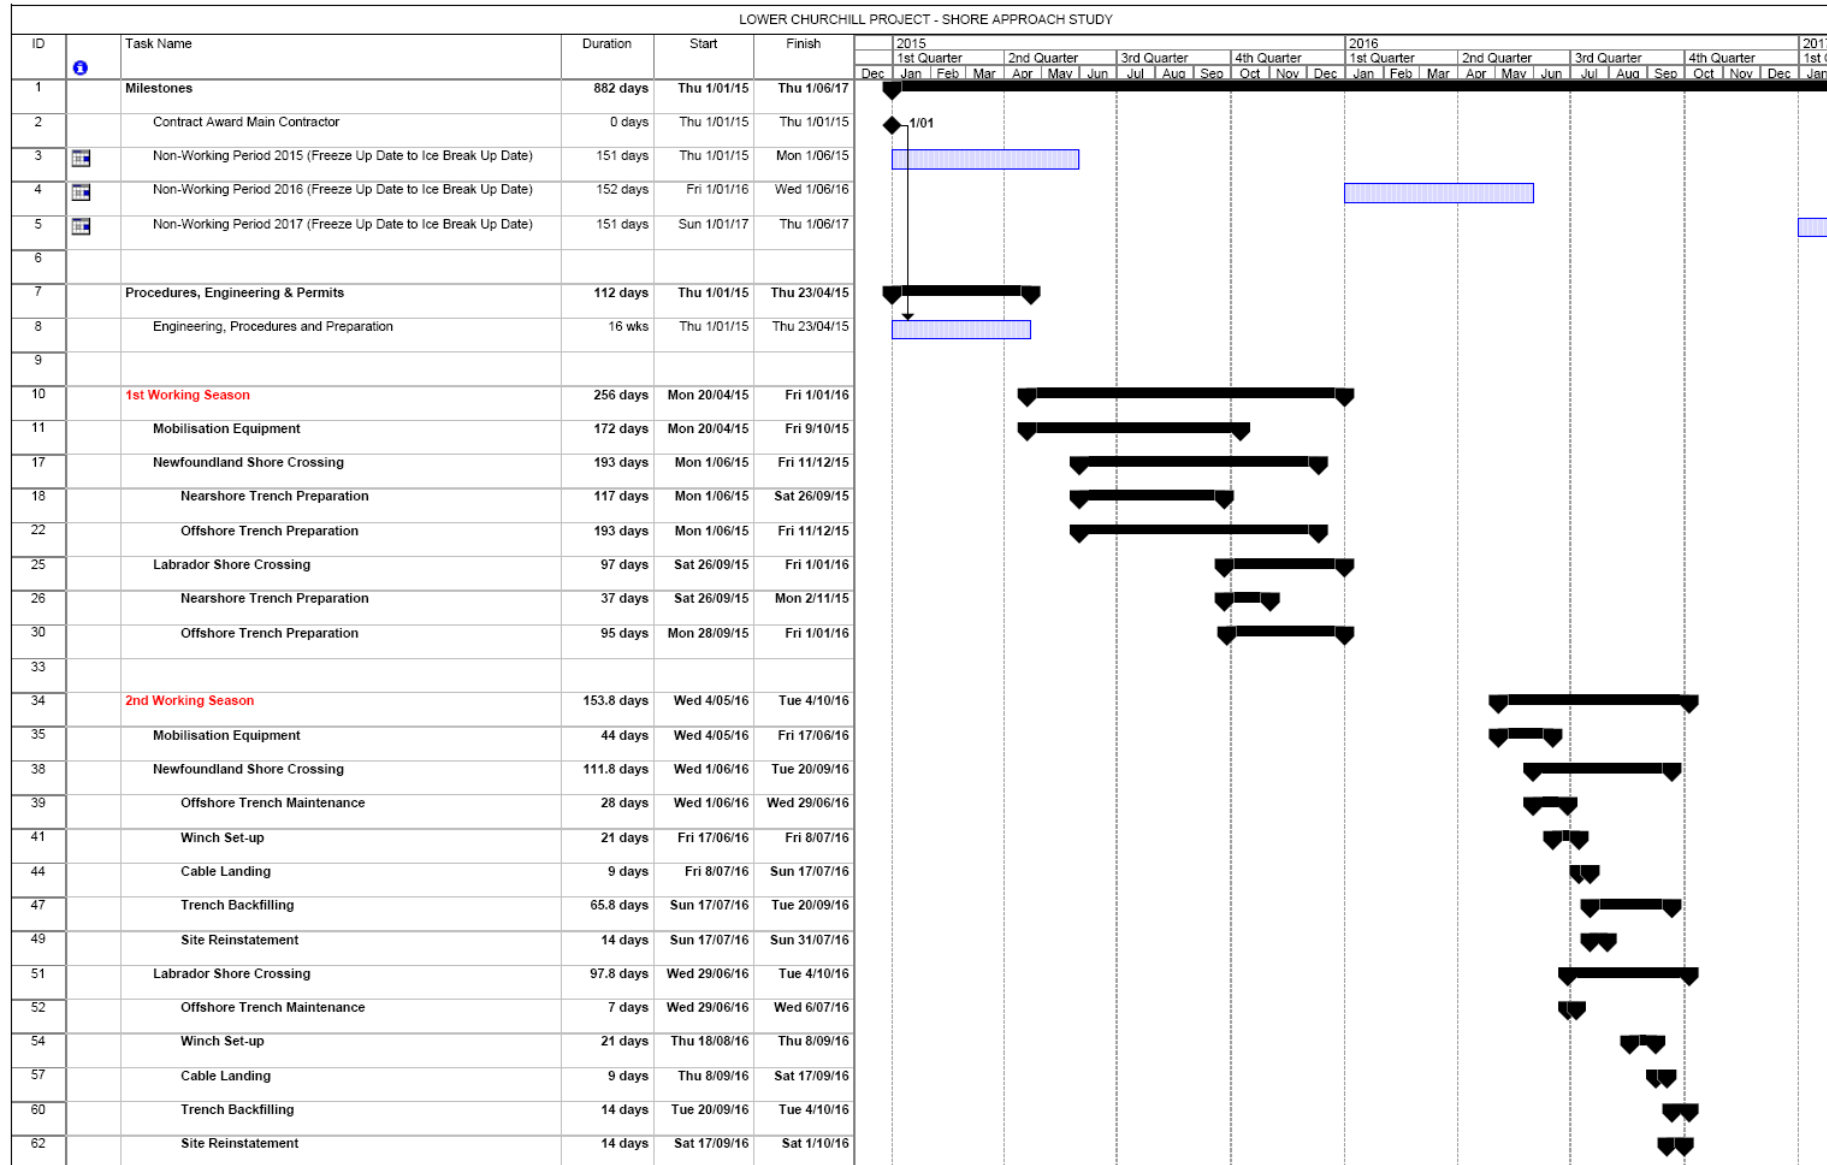 LOWER CHURCHILL PROJECT - SHORE APPROACH STUDY
ID Task Name Duration Start Finish 2015 2016 2017
1st Quarter 2nd Quarter 3rd Quarter 4th Quarter 1st Quarter 2nd Quarter 3rd Quarter 4th Quarter 1st
Dec Jan Feb Mar Apr May Jun Jul Aug Sep Oct Nov Dec Jan Feb Mar Apr May Jun Jul Aug Sep Oct Nov Dec Jan
1 Milestones 882 days Thu 1/01/15 Thu 1/06/17
2 Contract Award Main Contractor 0 days Thu 1/01/15 Thu 1/01/15 1/01
3 Non-Working Period 2015 (Freeze Up Date to Ice Break Up Date) 151 days Thu 1/01/15 Mon 1/06/15
4 Non-Working Period 2016 (Freeze Up Date to Ice Break Up Date) 152 days Fri 1/01/16 Wed 1/06/16
5 Non-Working Period 2017 (Freeze Up Date to Ice Break Up Date) 151 days Sun 1/01/17 Thu 1/06/17
6
7 Procedures, Engineering & Permits 112 days Thu 1/01/15 Thu 23/04/15
8 Engineering, Procedures and Preparation 16 wks Thu 1/01/15 Thu 23/04/15
9
10 1st Working Season 256 days Mon 20/04/15 Fri 1/01/16
11 Mobilisation Equipment 172 days Mon 20/04/15 Fri 9/10/15
17 Newfoundland Shore Crossing 193 days Mon 1/06/15 Fri 11/12/15
18 Nearshore Trench Preparation 117 days Mon 1/06/15 Sat 26/09/15
22 Offshore Trench Preparation 193 days Mon 1/06/15 Fri 11/12/15
25 Labrador Shore Crossing 97 days Sat 26/09/15 Fri 1/01/16
26 Nearshore Trench Preparation 37 days Sat 26/09/15 Mon 2/11/15
30 Offshore Trench Preparation 95 days Mon 28/09/15 Fri 1/01/16
33
34 2nd Working Season 153.8 days Wed 4/05/16 Tue 4/10/16
35 Mobilisation Equipment 44 days Wed 4/05/16 Fri 17/06/16
38 Newfoundland Shore Crossing 111.8 days Wed 1/06/16 Tue 20/09/16
39 Offshore Trench Maintenance 28 days Wed 1/06/16 Wed 29/06/16
41 Winch Set-up 21 days Fri 17/06/16 Fri 8/07/16
44 Cable Landing 9 days Fri 8/07/16 Sun 17/07/16
47 Trench Backfilling 65.8 days Sun 17/07/16 Tue 20/09/16
49 Site Reinstatement 14 days Sun 17/07/16 Sun 31/07/16
51 Labrador Shore Crossing 97.8 days Wed 29/06/16 Tue 4/10/16
52 Offshore Trench Maintenance 7 days Wed 29/06/16 Wed 6/07/16
54 Winch Set-up 21 days Thu 18/08/16 Thu 8/09/16
57 Cable Landing 9 days Thu 8/09/16 Sat 17/09/16
60 Trench Backfilling 14 days Tue 20/09/16 Tue 4/10/16
62 Site Reinstatement 14 days Sat 17/09/16 Sat 1/10/16